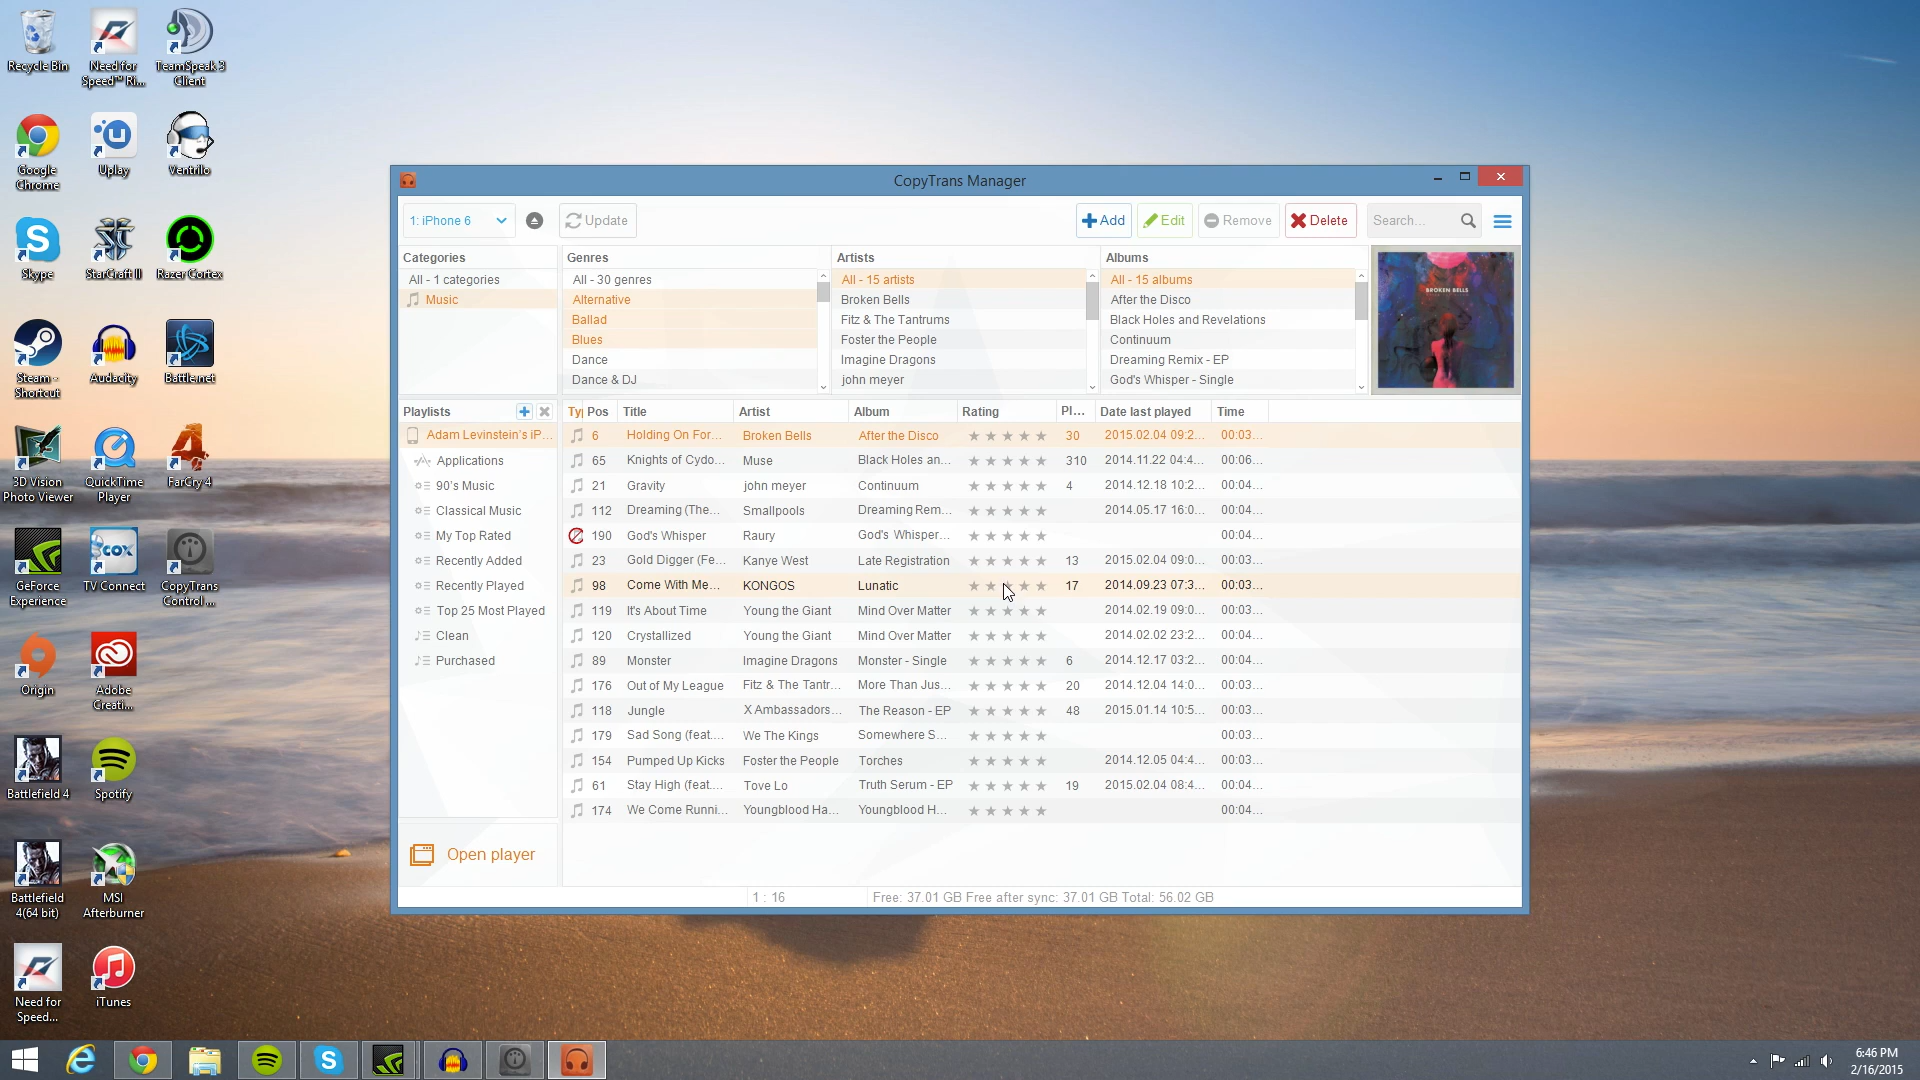 Recycle Bin
Need for
Speed™ Ri...
TeamSpeak 3
Client
Google
Chrome
Uplay
Ventrilo
Skype
StarCraft II
Razer Cortex
Steam -
Shortcut
Audacity
Battle.net
3D Vision
Photo Viewer
QuickTime
Player
FarCry 4
GeForce
Experience
TV Connect
CopyTrans
Control ...
Origin
Adobe
Creati...
Battlefield 4
Spotify
Battlefield
4(64 bit)
MSI
Afterburner
Need for
Speed...
iTunes
COX
CopyTrans Manager
1: iPhone 6
Update
Add
Edit
Remove
Delete
Search...
Categories
All - 1 categories
Music
Genres
All - 30 genres
Alternative
Ballad
Blues
Dance
Dance & DJ
Artists
All - 15 artists
Broken Bells
Fitz & The Tantrums
Foster the People
Imagine Dragons
john meyer
Albums
All - 15 albums
After the Disco
Black Holes and Revelations
Continuum
Dreaming Remix - EP
God's Whisper - Single
BROKEN BELLS
Playlists
Adam Levinstein's iP...
Applications
90's Music
Classical Music
My Top Rated
Recently Added
Recently Played
Top 25 Most Played
Clean
Purchased
Open player
Ty Pos Title Artist Album Rating Pl... Date last played Time
6 Holding On For... Broken Bells After the Disco 30 2015.02.04 09:2... 00:03...
65 Knights of Cydo... Muse Black Holes an... 310 2014.11.22 04:4... 00:06...
21 Gravity john meyer Continuum 4 2014.12.18 10:2... 00:04...
112 Dreaming (The... Smallpools Dreaming Rem... 2014.05.17 16:0... 00:04...
190 God's Whisper Raury God's Whisper... 00:04...
23 Gold Digger (Fe... Kanye West Late Registration 13 2015.02.04 09:0... 00:03...
98 Come With Me... KONGOS Lunatic 17 2014.09.23 07:3... 00:03...
119 It's About Time Young the Giant Mind Over Matter 2014.02.19 09:0... 00:03...
120 Crystallized Young the Giant Mind Over Matter 2014.02.02 23:2... 00:04...
89 Monster Imagine Dragons Monster - Single 6 2014.12.17 03:2... 00:04...
176 Out of My League Fitz & The Tantr... More Than Jus... 20 2014.12.04 14:0... 00:03...
118 Jungle X Ambassadors... The Reason - EP 48 2015.01.14 10:5... 00:03...
179 Sad Song (feat.... We The Kings Somewhere S... 00:03...
154 Pumped Up Kicks Foster the People Torches 2014.12.05 04:4... 00:03...
61 Stay High (feat.... Tove Lo Truth Serum - EP 19 2015.02.04 08:4... 00:04...
174 We Come Runni... Youngblood Ha... Youngblood H... 00:04...
1 : 16
Free: 37.01 GB Free after sync: 37.01 GB Total: 56.02 GB
6:46 PM
2/16/2015